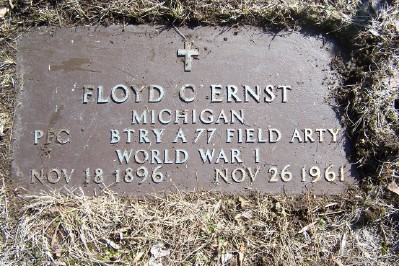 FLOYD C ERNST
MICHIGAN
PFC BTRY A 77 FIELD ARTY
WORLD WAR I
NOV 18 1896 NOV 26 1961